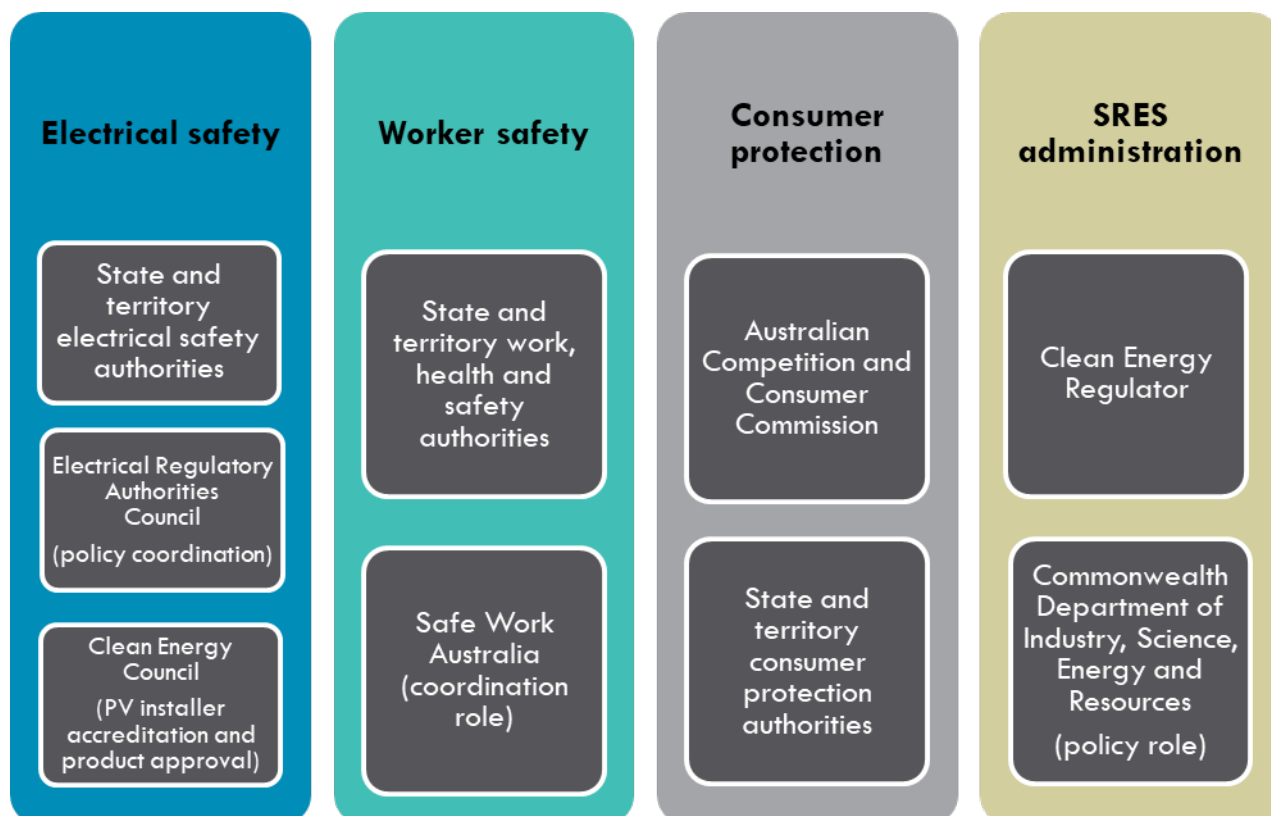 Electrical safety
State and
territory
electrical safety
authorities
Electrical Regulatory
Authorities
Council
(policy coordination)
Clean Energy
Council
(PV installer
accreditation and
product approval)
Worker safety
State and
territory work,
health and
safety
authorities
Safe Work
Australia
(coordination
role)
Consumer
protection
Australian
Competition and
Consumer
Commission
State and
territory
consumer
protection
authorities
SRES
administration
Clean Energy
Regulator
Commonwealth
Department of
Industry, Science,
Energy and
Resources
(policy role)